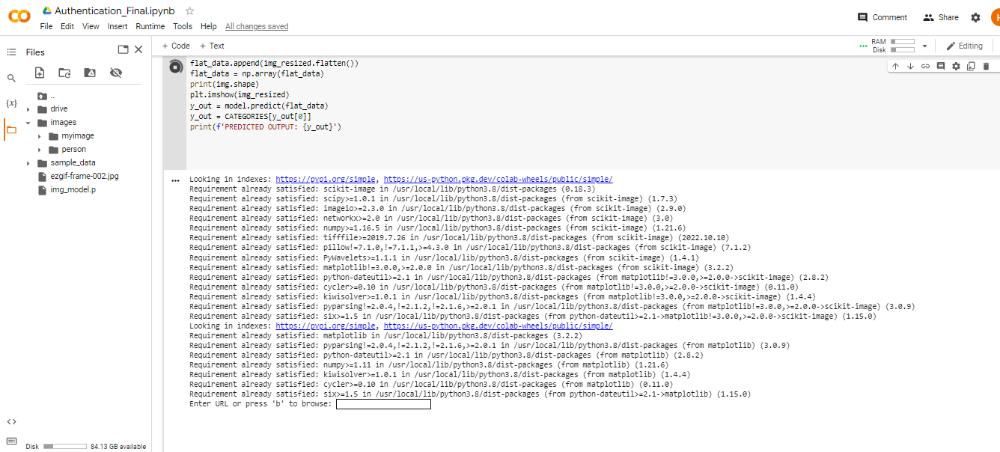 Authentication_Final.ipynb
File Edit View Insert Runtime Tools Help All changes saved
Comment Share
Files
+ Code + Text
RAM
Disk
Editing
{x}
..
drive
images
myimage
person
sample_data
ezgif-frame-002.jpg
img_model.p
Disk 84.13 GB available
flat_data.append(img_resized.flatten())
flat_data = np.array(flat_data)
print(img.shape)
plt.imshow(img_resized)
y_out = model.predict(flat_data)
y_out = CATEGORIES[y_out[0]]
print(f'PREDICTED OUTPUT: {y_out}')
Looking in indexes: https://pypi.org/simple, https://us-python.pkg.dev/colab-wheels/public/simple/
Requirement already satisfied: scikit-image in /usr/local/lib/python3.8/dist-packages (0.18.3)
Requirement already satisfied: scipy>=1.0.1 in /usr/local/lib/python3.8/dist-packages (from scikit-image) (1.7.3)
Requirement already satisfied: imageio>=2.3.0 in /usr/local/lib/python3.8/dist-packages (from scikit-image) (2.9.0)
Requirement already satisfied: networkx>=2.0 in /usr/local/lib/python3.8/dist-packages (from scikit-image) (3.0)
Requirement already satisfied: numpy>=1.16.5 in /usr/local/lib/python3.8/dist-packages (from scikit-image) (1.21.6)
Requirement already satisfied: tifffile>=2019.7.26 in /usr/local/lib/python3.8/dist-packages (from scikit-image) (2022.10.10)
Requirement already satisfied: pillow!=7.1.0,!=7.1.1,>=4.3.0 in /usr/local/lib/python3.8/dist-packages (from scikit-image) (7.1.2)
Requirement already satisfied: PyWavelets>=1.1.1 in /usr/local/lib/python3.8/dist-packages (from scikit-image) (1.4.1)
Requirement already satisfied: matplotlib!=3.0.0,>=2.0.0 in /usr/local/lib/python3.8/dist-packages (from scikit-image) (3.2.2)
Requirement already satisfied: python-dateutil>=2.1 in /usr/local/lib/python3.8/dist-packages (from matplotlib!=3.0.0,>=2.0.0->scikit-image) (2.8.2)
Requirement already satisfied: cycler>=0.10 in /usr/local/lib/python3.8/dist-packages (from matplotlib!=3.0.0,>=2.0.0->scikit-image) (0.11.0)
Requirement already satisfied: kiwisolver>=1.0.1 in /usr/local/lib/python3.8/dist-packages (from matplotlib!=3.0.0,>=2.0.0->scikit-image) (1.4.4)
Requirement already satisfied: pyparsing!=2.0.4,!=2.1.2,!=2.1.6,>=2.0.1 in /usr/local/lib/python3.8/dist-packages (from matplotlib!=3.0.0,>=2.0.0->scikit-image) (3.0.9)
Requirement already satisfied: six>=1.5 in /usr/local/lib/python3.8/dist-packages (from python-dateutil>=2.1->matplotlib!=3.0.0,>=2.0.0->scikit-image) (1.15.0)
Looking in indexes: https://pypi.org/simple, https://us-python.pkg.dev/colab-wheels/public/simple/
Requirement already satisfied: matplotlib in /usr/local/lib/python3.8/dist-packages (3.2.2)
Requirement already satisfied: pyparsing!=2.0.4,!=2.1.2,!=2.1.6,>=2.0.1 in /usr/local/lib/python3.8/dist-packages (from matplotlib) (3.0.9)
Requirement already satisfied: python-dateutil>=2.1 in /usr/local/lib/python3.8/dist-packages (from matplotlib) (2.8.2)
Requirement already satisfied: numpy>=1.11 in /usr/local/lib/python3.8/dist-packages (from matplotlib) (1.21.6)
Requirement already satisfied: kiwisolver>=1.0.1 in /usr/local/lib/python3.8/dist-packages (from matplotlib) (1.4.4)
Requirement already satisfied: cycler>=0.10 in /usr/local/lib/python3.8/dist-packages (from matplotlib) (0.11.0)
Requirement already satisfied: six>=1.5 in /usr/local/lib/python3.8/dist-packages (from python-dateutil>=2.1->matplotlib) (1.15.0)
Enter URL or press 'b' to browse: